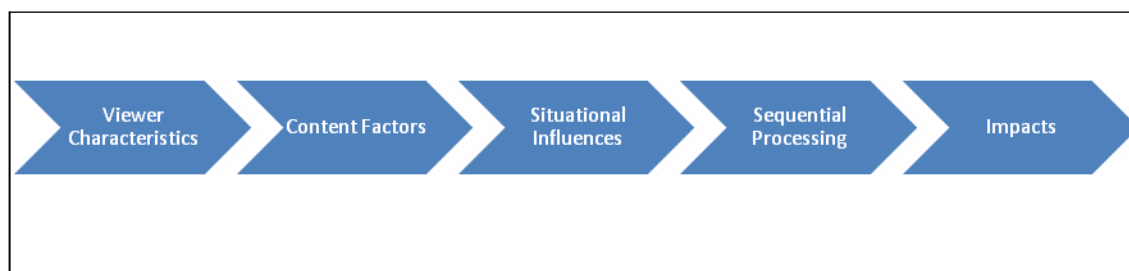 Viewer
Characteristics
Content Factors
Situational
Influences
Sequential
Processing
Impacts